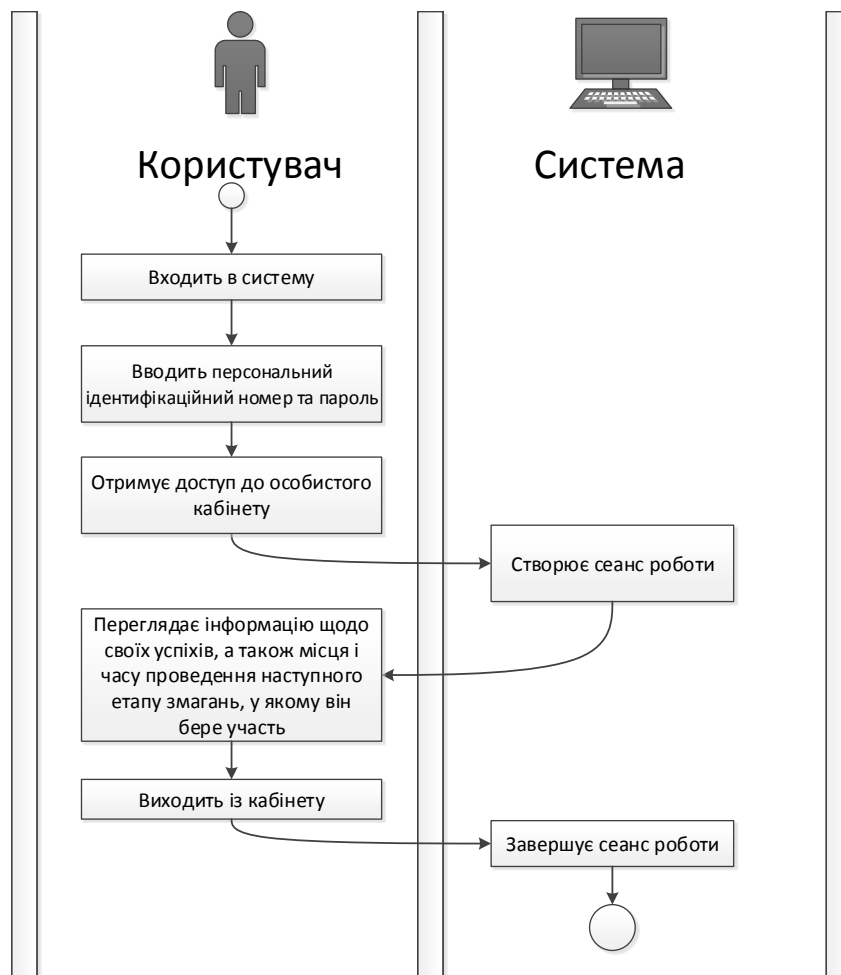 Користувач
Система
Входить в систему
Вводить персональний
ідентифікаційний номер та пароль
Отримує доступ до особистого
кабінету
Створює сеанс роботи
Переглядає інформацію щодо
своїх успіхів, а також місця і
часу проведення наступного
етапу змагань, у якому він
бере участь
Виходить із кабінету
Завершує сеанс роботи